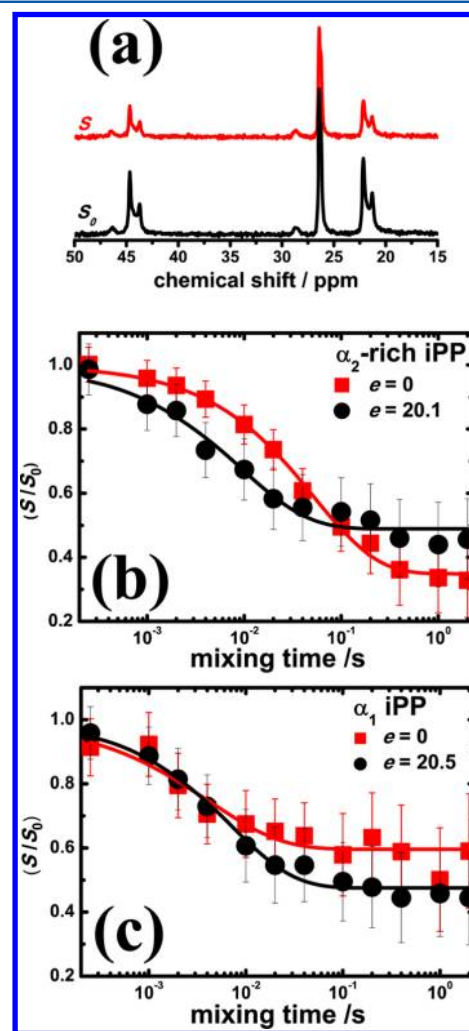 (a)
S
S₀
50 45 40 35 30 25 20 15
chemical shift / ppm
α₂-rich iPP
e = 0
e = 20.1
1.0
0.8
0.6
0.4
0.2
(S/S₀)
(b)
10⁻³ 10⁻² 10⁻¹ 10⁰
mixing time /s
α₁ iPP
e = 0
e = 20.5
1.0
0.8
0.6
0.4
0.2
(S/S₀)
(c)
10⁻³ 10⁻² 10⁻¹ 10⁰
mixing time /s